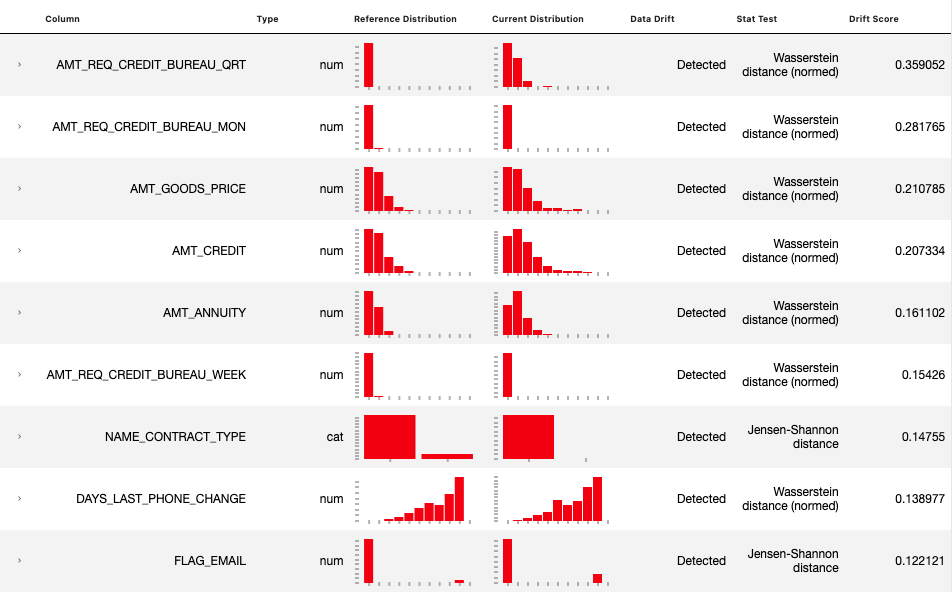 Column Type Reference Distribution Current Distribution Data Drift Stat Test Drift Score
AMT_REQ_CREDIT_BUREAU_QRT num Detected Wasserstein distance (normed) 0.359052
AMT_REQ_CREDIT_BUREAU_MON num Detected Wasserstein distance (normed) 0.281765
AMT_GOODS_PRICE num Detected Wasserstein distance (normed) 0.210785
AMT_CREDIT num Detected Wasserstein distance (normed) 0.207334
AMT_ANNUITY num Detected Wasserstein distance (normed) 0.161102
AMT_REQ_CREDIT_BUREAU_WEEK num Detected Wasserstein distance (normed) 0.15426
NAME_CONTRACT_TYPE cat Detected Jensen-Shannon distance 0.14755
DAYS_LAST_PHONE_CHANGE num Detected Wasserstein distance (normed) 0.138977
FLAG_EMAIL num Detected Jensen-Shannon distance 0.122121